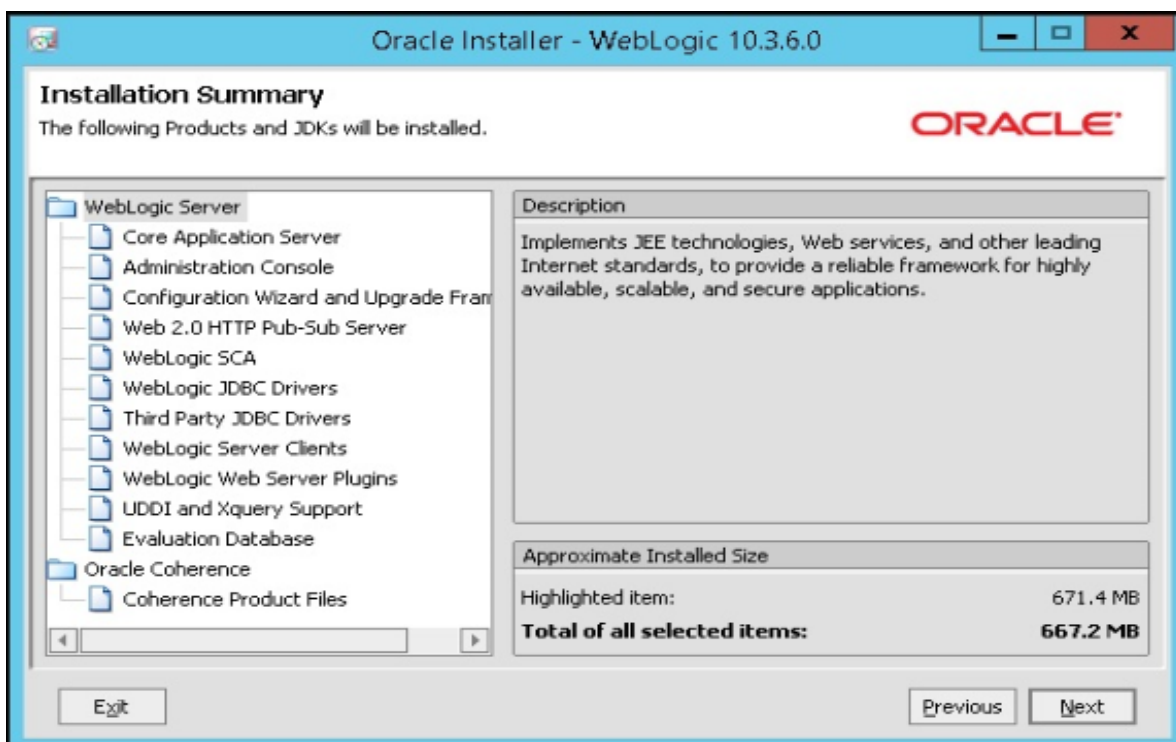 Oracle Installer - WebLogic 10.3.6.0
Installation Summary
The following Products and JDKs will be installed.
ORACLE
WebLogic Server
Core Application Server
Administration Console
Configuration Wizard and Upgrade Fram
Web 2.0 HTTP Pub-Sub Server
WebLogic SCA
WebLogic JDBC Drivers
Third Party JDBC Drivers
WebLogic Server Clients
WebLogic Web Server Plugins
UDDI and Xquery Support
Evaluation Database
Oracle Coherence
Coherence Product Files
Description
Implements JEE technologies, Web services, and other leading
Internet standards, to provide a reliable framework for highly
available, scalable, and secure applications.
Approximate Installed Size
Highlighted item: 671.4 MB
Total of all selected items: 667.2 MB
Exit
Previous
Next